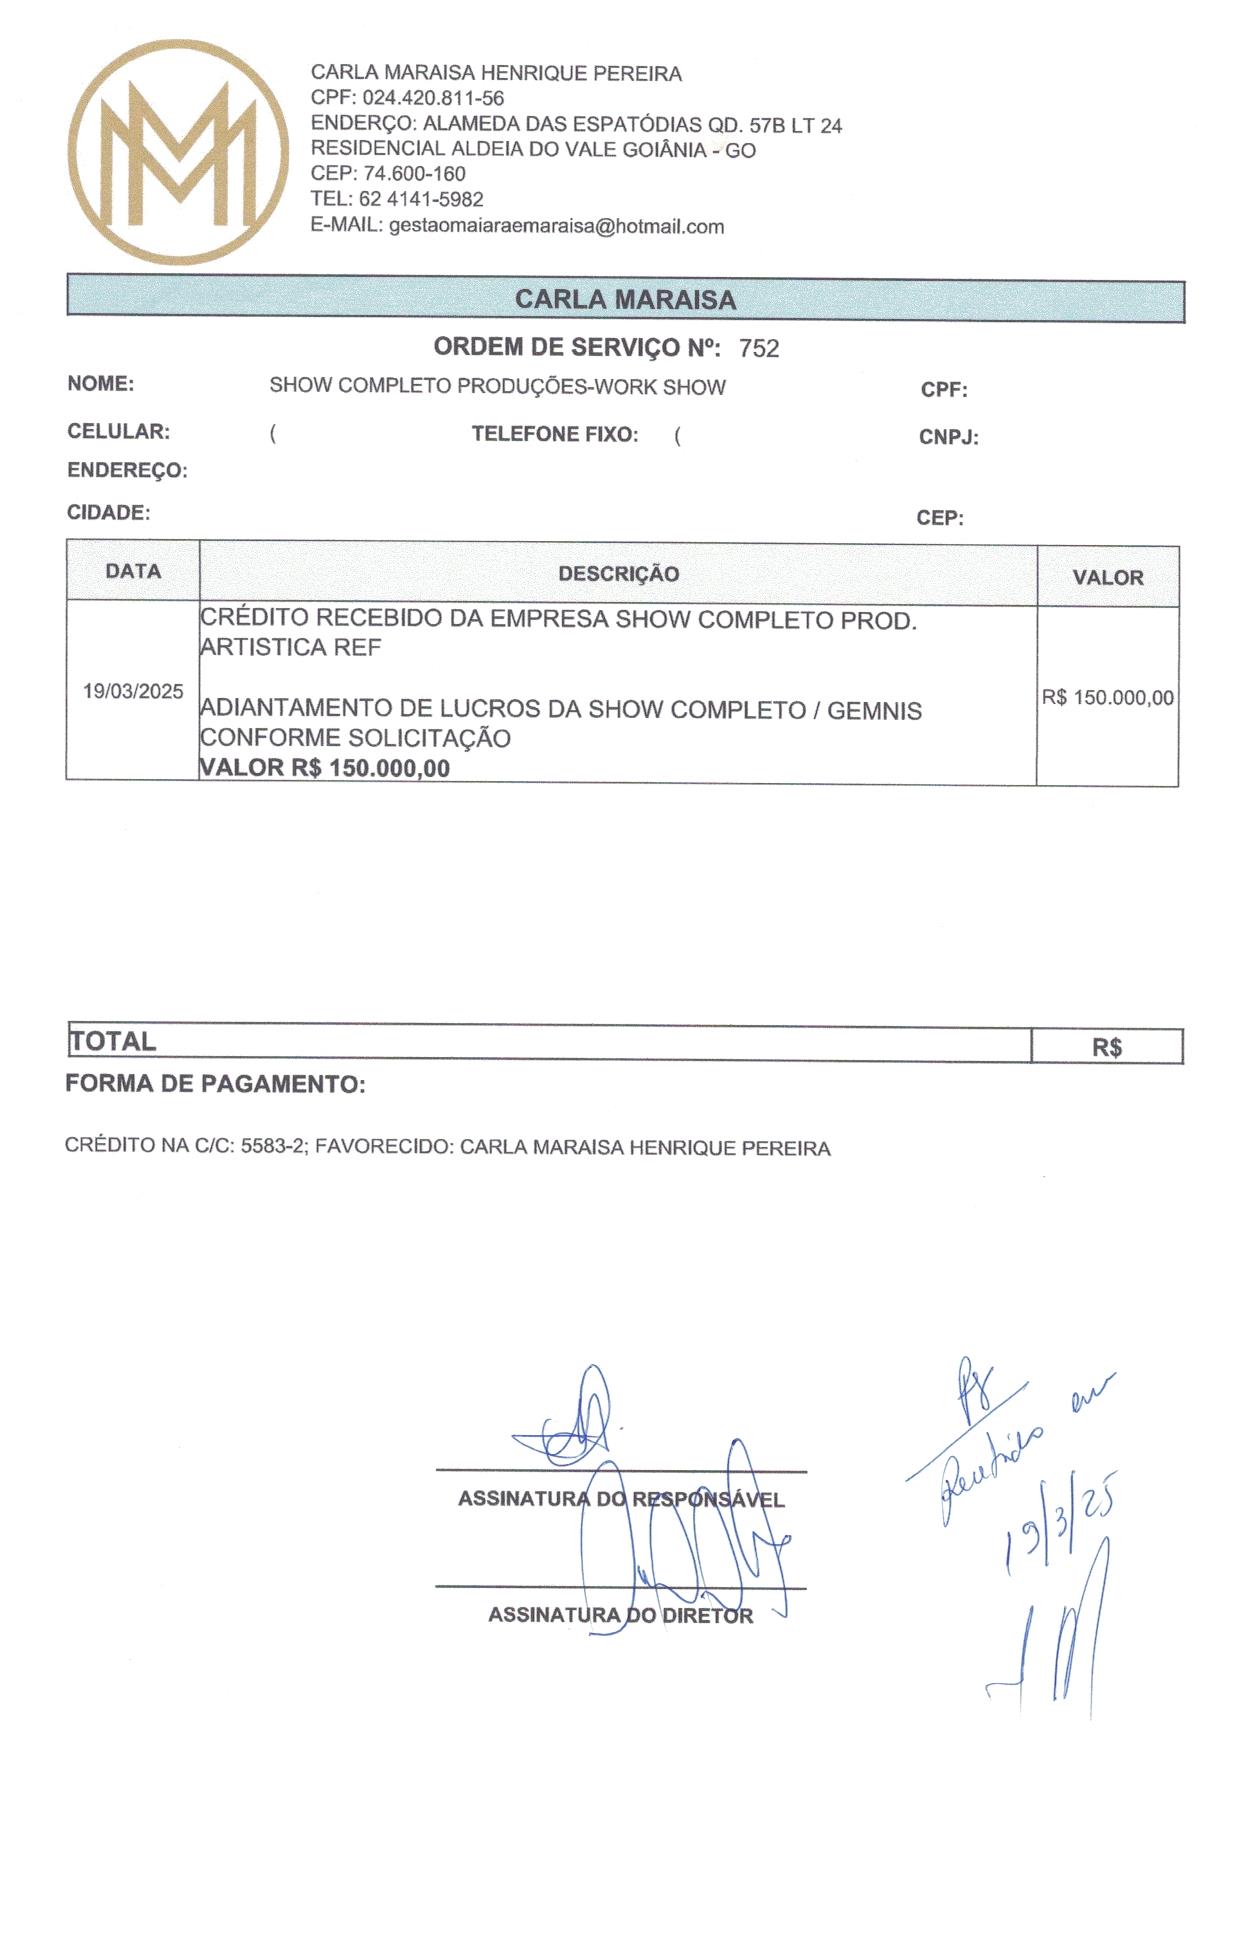 MM
CARLA MARAISA HENRIQUE PEREIRA
CPF: 024.420.811-56
ENDERÇO: ALAMEDA DAS ESPATÓDIAS QD. 57B LT 24
RESIDENCIAL ALDEIA DO VALE GOIÂNIA - GO
CEP: 74.600-160
TEL: 62 4141-5982
E-MAIL: gestaomaiaraemaraisa@hotmail.com
CARLA MARAISA
ORDEM DE SERVIÇO Nº: 752
NOME: SHOW COMPLETO PRODUÇÕES-WORK SHOW CPF:
CELULAR: ( TELEFONE FIXO: ( CNPJ:
ENDEREÇO:
CIDADE: CEP:
DATA DESCRIÇÃO VALOR
CRÉDITO RECEBIDO DA EMPRESA SHOW COMPLETO PROD.
ARTISTICA REF
19/03/2025 R$ 150.000,00
ADIANTAMENTO DE LUCROS DA SHOW COMPLETO / GEMNIS
CONFORME SOLICITAÇÃO
VALOR R$ 150.000,00
TOTAL R$
FORMA DE PAGAMENTO:
CRÉDITO NA C/C: 5583-2; FAVORECIDO: CARLA MARAISA HENRIQUE PEREIRA
ASSINATURA DO RESPONSÁVEL
ASSINATURA DO DIRETOR
Recebido em
19/3/25